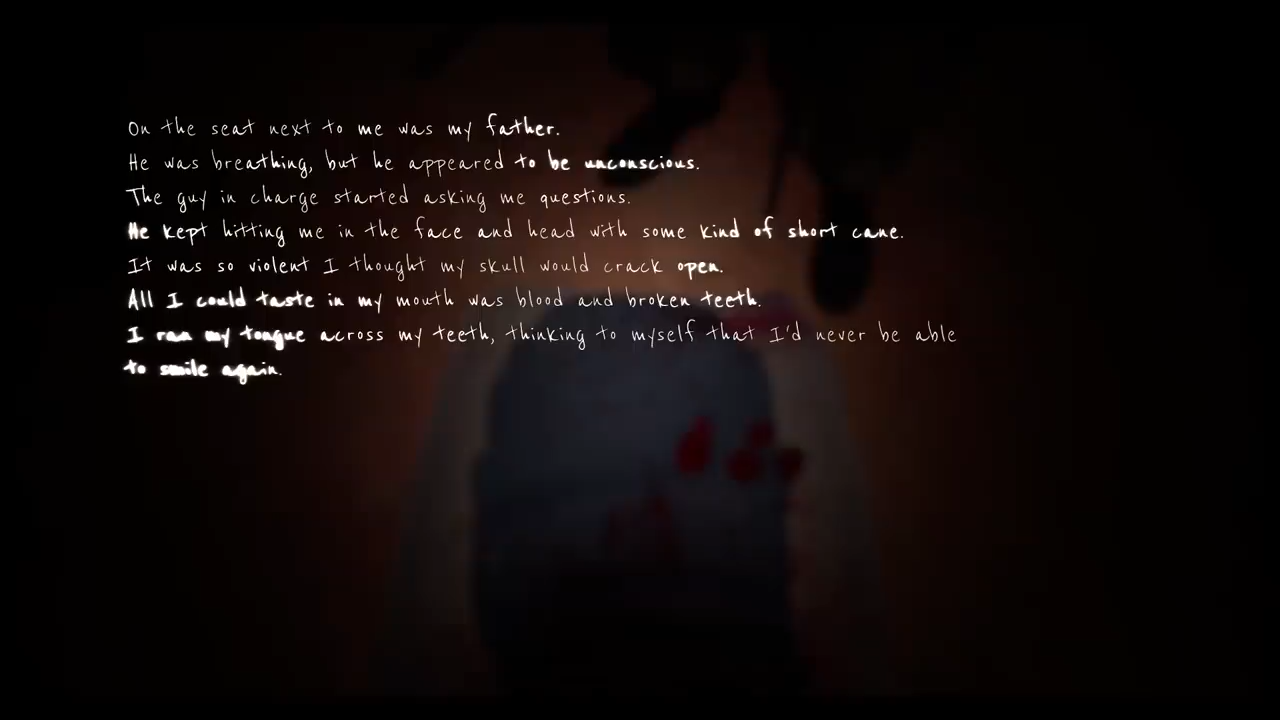 On the seat next to me was my father.
He was breathing, but he appeared to be unconscious.
The guy in charge started asking me questions.
He kept hitting me in the face and head with some kind of short cane.
It was so violent I thought my skull would crack open.
All I could taste in my mouth was blood and broken teeth.
I ran my tongue across my teeth, thinking to myself that I'd never be able
to smile again.